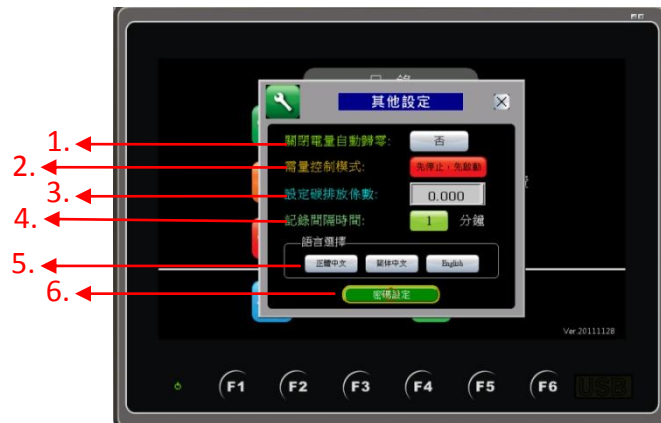 其他設定
1. 關閉電量自動歸零: 否
2. 需量控制模式: 先停止,先啟動
3. 設定碳排放係數: 0.000
4. 記錄間隔時間: 1 分鐘
語言選擇
5. 正體中文 简体中文 English
6. 密碼設定
Ver.20111128
F1 F2 F3 F4 F5 F6 USB